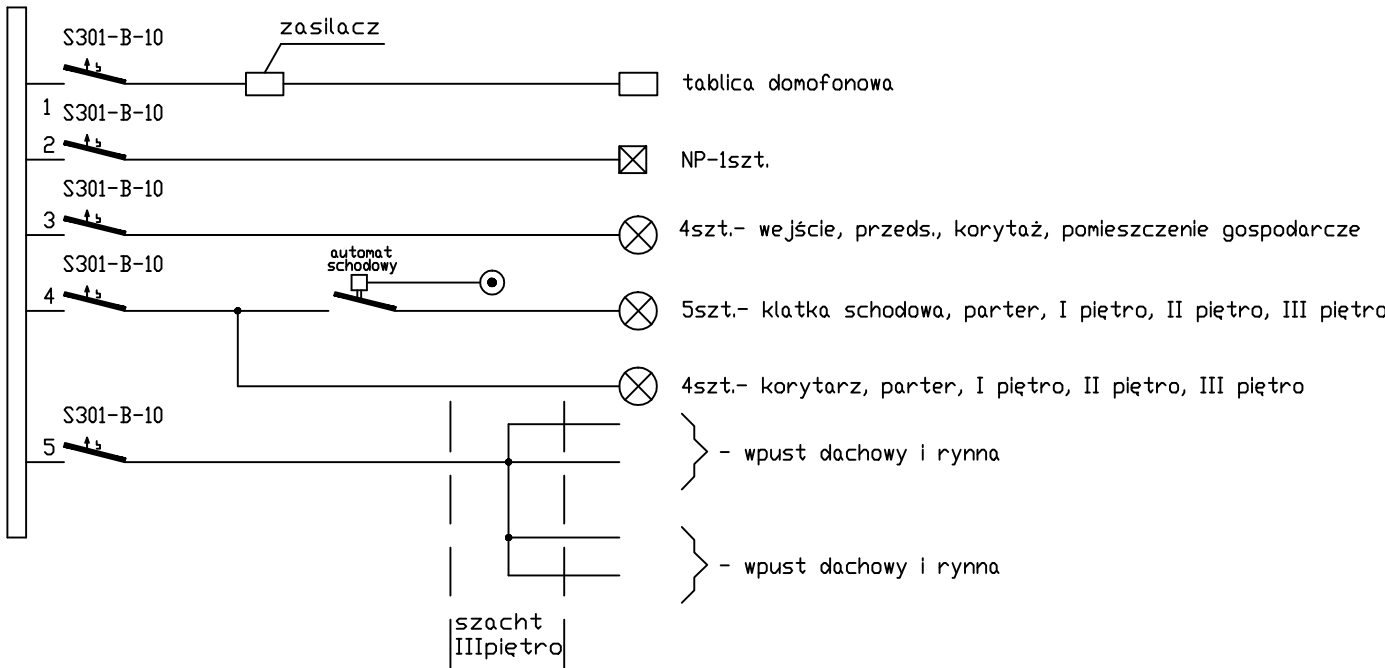 zasilacz
S301-B-10
tablica domofonowa
1
S301-B-10
2
NP-1szt.
S301-B-10
3
4szt.- wejście, przeds., korytaż, pomieszczenie gospodarcze
S301-B-10
automat
schodowy
4
5szt.- klatka schodowa, parter, I piętro, II piętro, III piętro
4szt.- korytarz, parter, I piętro, II piętro, III piętro
S301-B-10
5
- wpust dachowy i rynna
- wpust dachowy i rynna
szacht
IIIpiętro